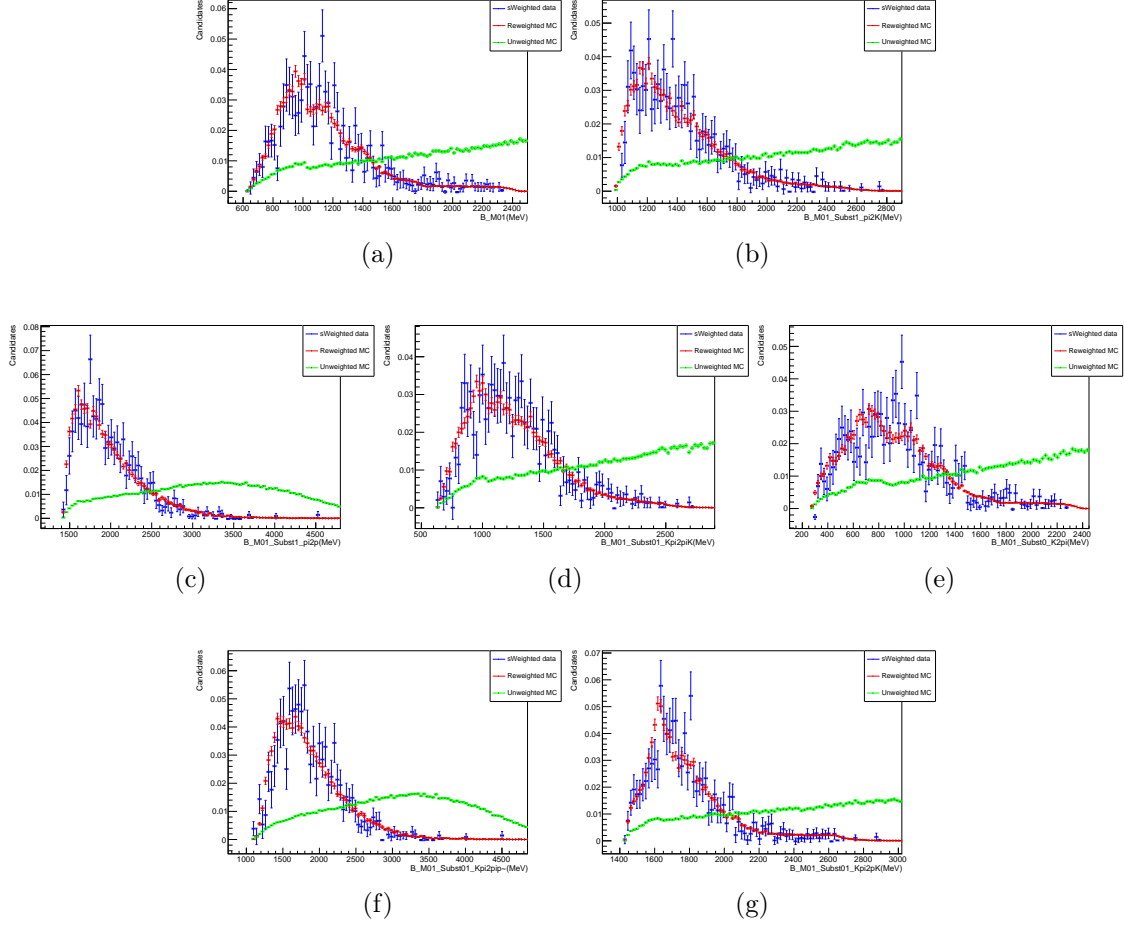 Candidates
0.06
0.05
0.04
0.03
0.02
0.01
0
sWeighted data
Reweighted MC
Unweighted MC
600 800 1000 1200 1400 1600 1800 2000 2200 2400
B_M01(MeV)
(a)
Candidates
0.05
0.04
0.03
0.02
0.01
0
sWeighted data
Reweighted MC
Unweighted MC
1000 1200 1400 1600 1800 2000 2200 2400 2600 2800
B_M01_Subst1_pi2K(MeV)
(b)
Candidates
0.08
0.07
0.06
0.05
0.04
0.03
0.02
0.01
0
sWeighted data
Reweighted MC
Unweighted MC
1500 2000 2500 3000 3500 4000 4500
B_M01_Subst1_pi2p(MeV)
(c)
Candidates
0.04
0.03
0.02
0.01
0
sWeighted data
Reweighted MC
Unweighted MC
500 1000 1500 2000 2500
B_M01_Subst01_Kpi2piK(MeV)
(d)
Candidates
0.05
0.04
0.03
0.02
0.01
0
sWeighted data
Reweighted MC
Unweighted MC
200 400 600 800 1000 1200 1400 1600 1800 2000 2200 2400
B_M01_Subst0_K2pi(MeV)
(e)
Candidates
0.06
0.05
0.04
0.03
0.02
0.01
0
sWeighted data
Reweighted MC
Unweighted MC
1000 1500 2000 2500 3000 3500 4000 4500
B_M01_Subst01_Kpi2pip~(MeV)
(f)
Candidates
0.07
0.06
0.05
0.04
0.03
0.02
0.01
0
sWeighted data
Reweighted MC
Unweighted MC
1400 1600 1800 2000 2200 2400 2600 2800 3000
B_M01_Subst01_Kpi2pK(MeV)
(g)